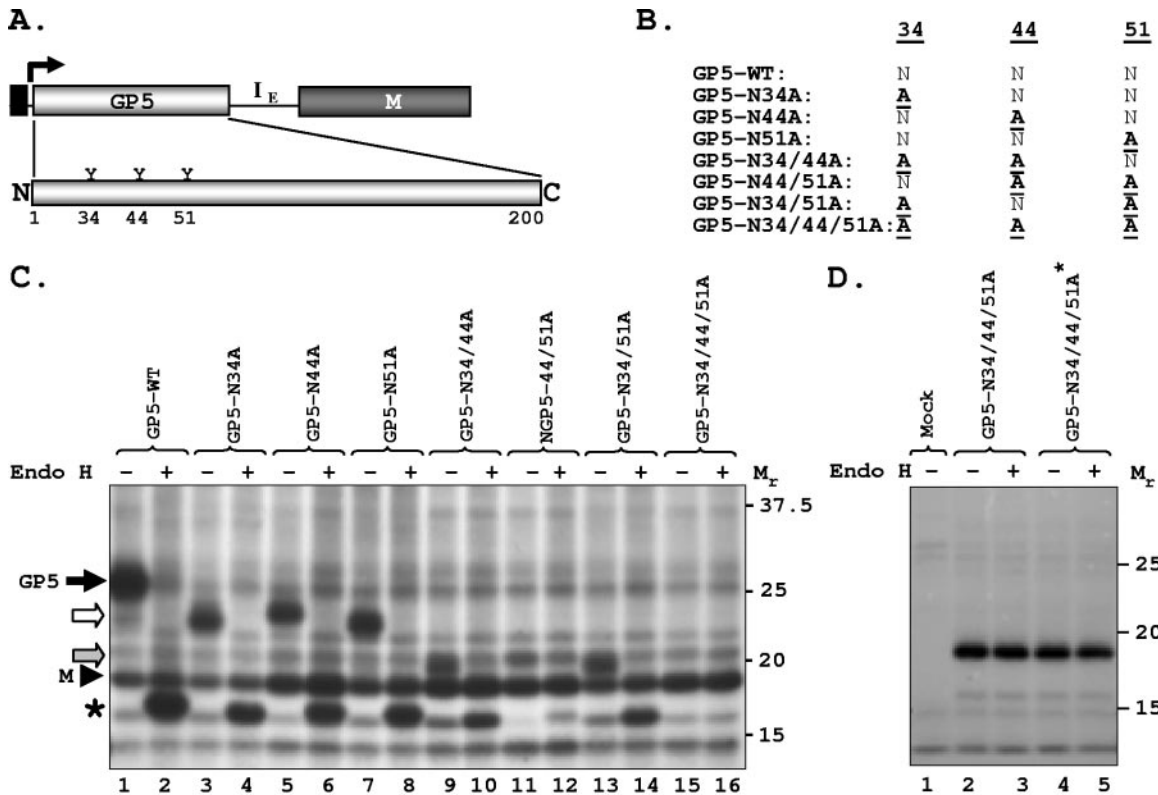 A.
GP5 I E M
Y Y Y
N C
1 34 44 51 200
B.
34 44 51
GP5-WT: N N N
GP5-N34A: A N N
GP5-N44A: N A N
GP5-N51A: N N A
GP5-N34/44A: A A N
GP5-N44/51A: N A A
GP5-N34/51A: A N A
GP5-N34/44/51A: A A A
C.
GP5-WT
GP5-N34A
GP5-N44A
GP5-N51A
GP5-N34/44A
NGP5-44/51A
GP5-N34/51A
GP5-N34/44/51A
Endo H - + - + - + - + - + - + - + - + Mr
37.5
GP5
25
20
M
*
15
1 2 3 4 5 6 7 8 9 10 11 12 13 14 15 16
D.
Mock
GP5-N34/44/51A
GP5-N34/44/51A*
Endo H - - + - + Mr
25
20
15
1 2 3 4 5